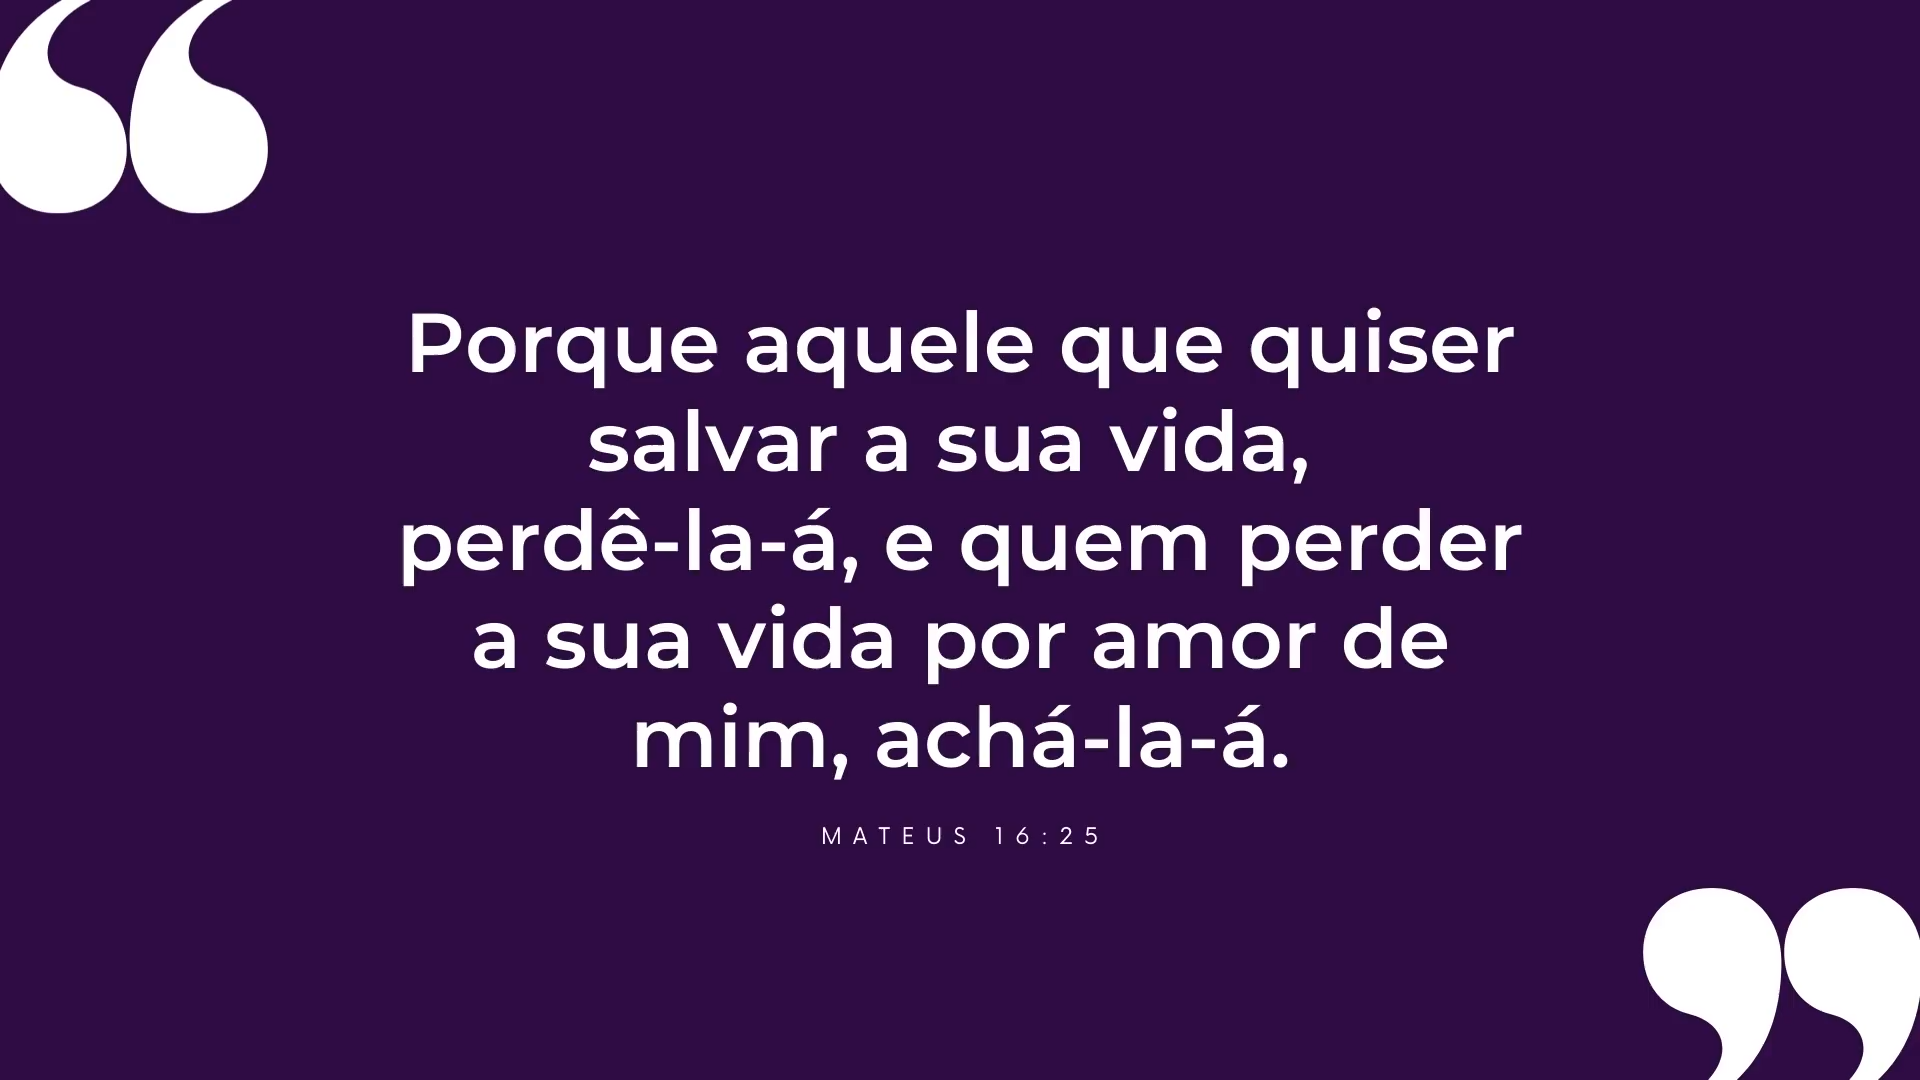 “
Porque aquele que quiser
salvar a sua vida,
perdê-la-á, e quem perder
a sua vida por amor de
mim, achá-la-á.
MATEUS 16:25
”